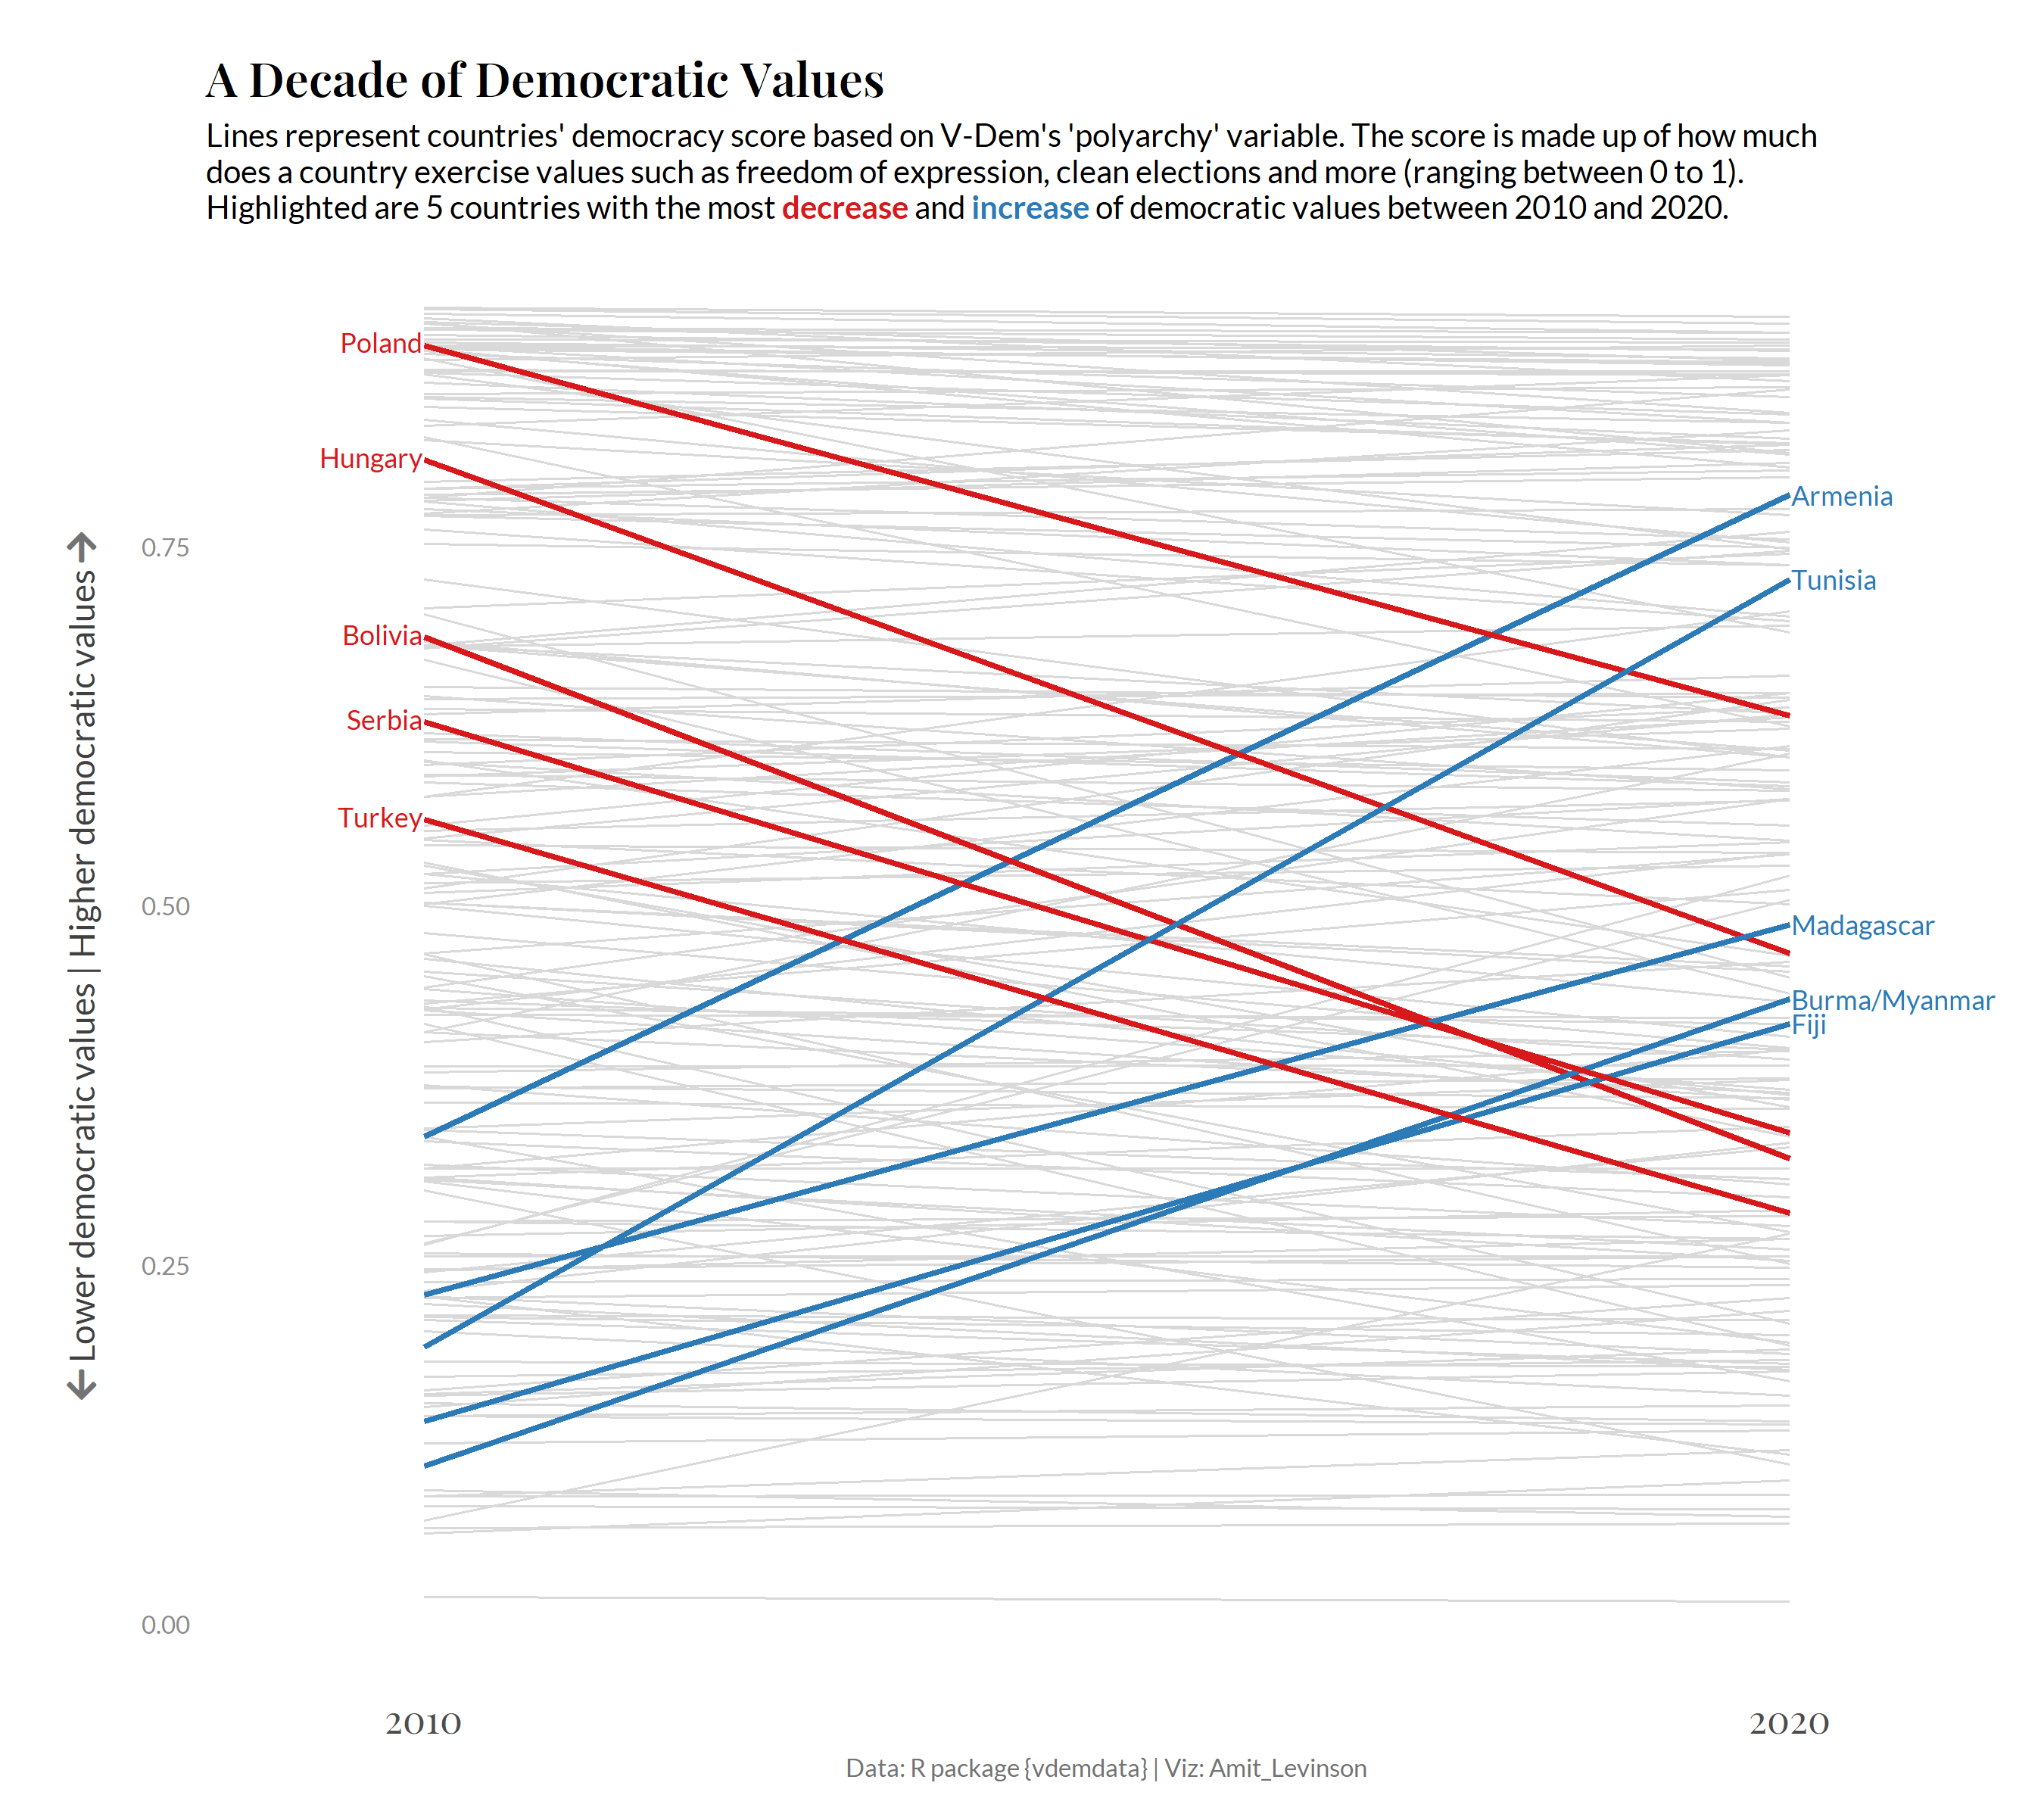 A Decade of Democratic Values
Lines represent countries' democracy score based on V-Dem's 'polyarchy' variable. The score is made up of how much
does a country exercise values such as freedom of expression, clean elections and more (ranging between 0 to 1).
Highlighted are 5 countries with the most decrease and increase of democratic values between 2010 and 2020.
Poland
Hungary
Bolivia
Serbia
Turkey
Armenia
Tunisia
Madagascar
Burma/Myanmar
Fiji
← Lower democratic values | Higher democratic values →
0.75
0.50
0.25
0.00
2010
2020
Data: R package {vdemdata} | Viz: Amit_Levinson